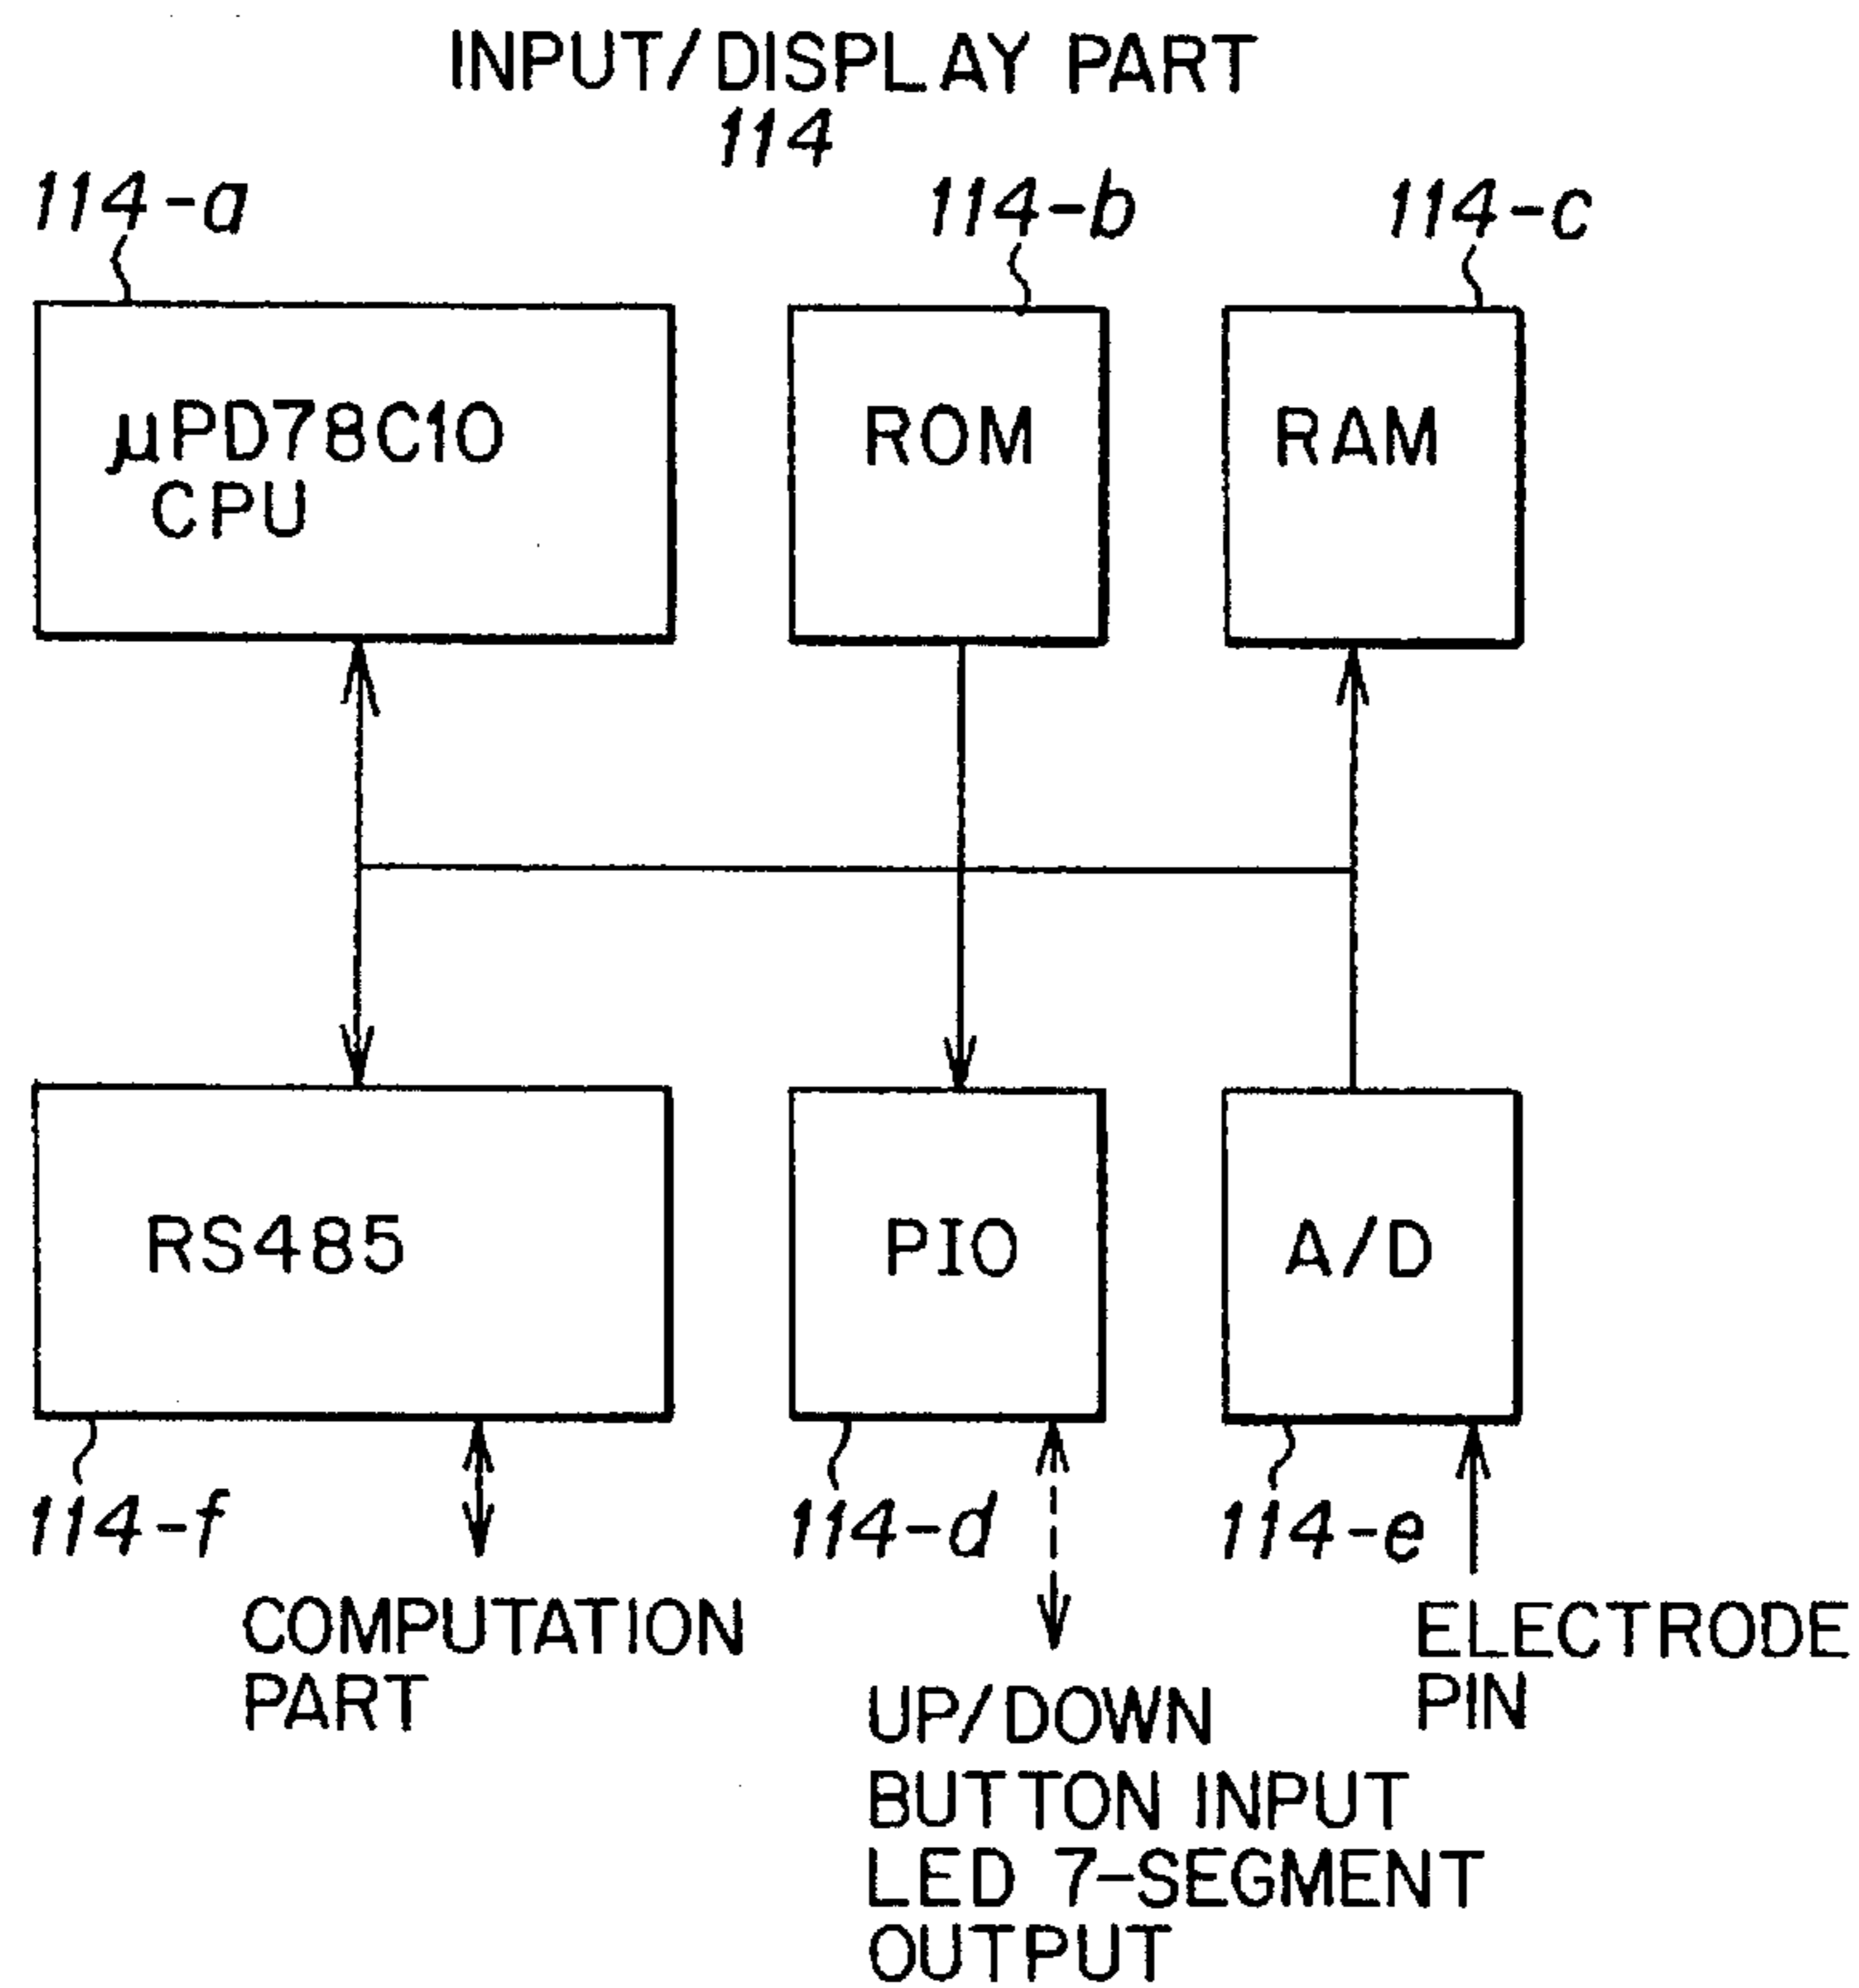 INPUT/DISPLAY PART
114
114-a
114-b
114-c
µPD78C10
CPU
ROM
RAM
RS485
PIO
A/D
114-f
114-d
114-e
COMPUTATION
PART
UP/DOWN
BUTTON INPUT
LED 7-SEGMENT
OUTPUT
ELECTRODE
PIN